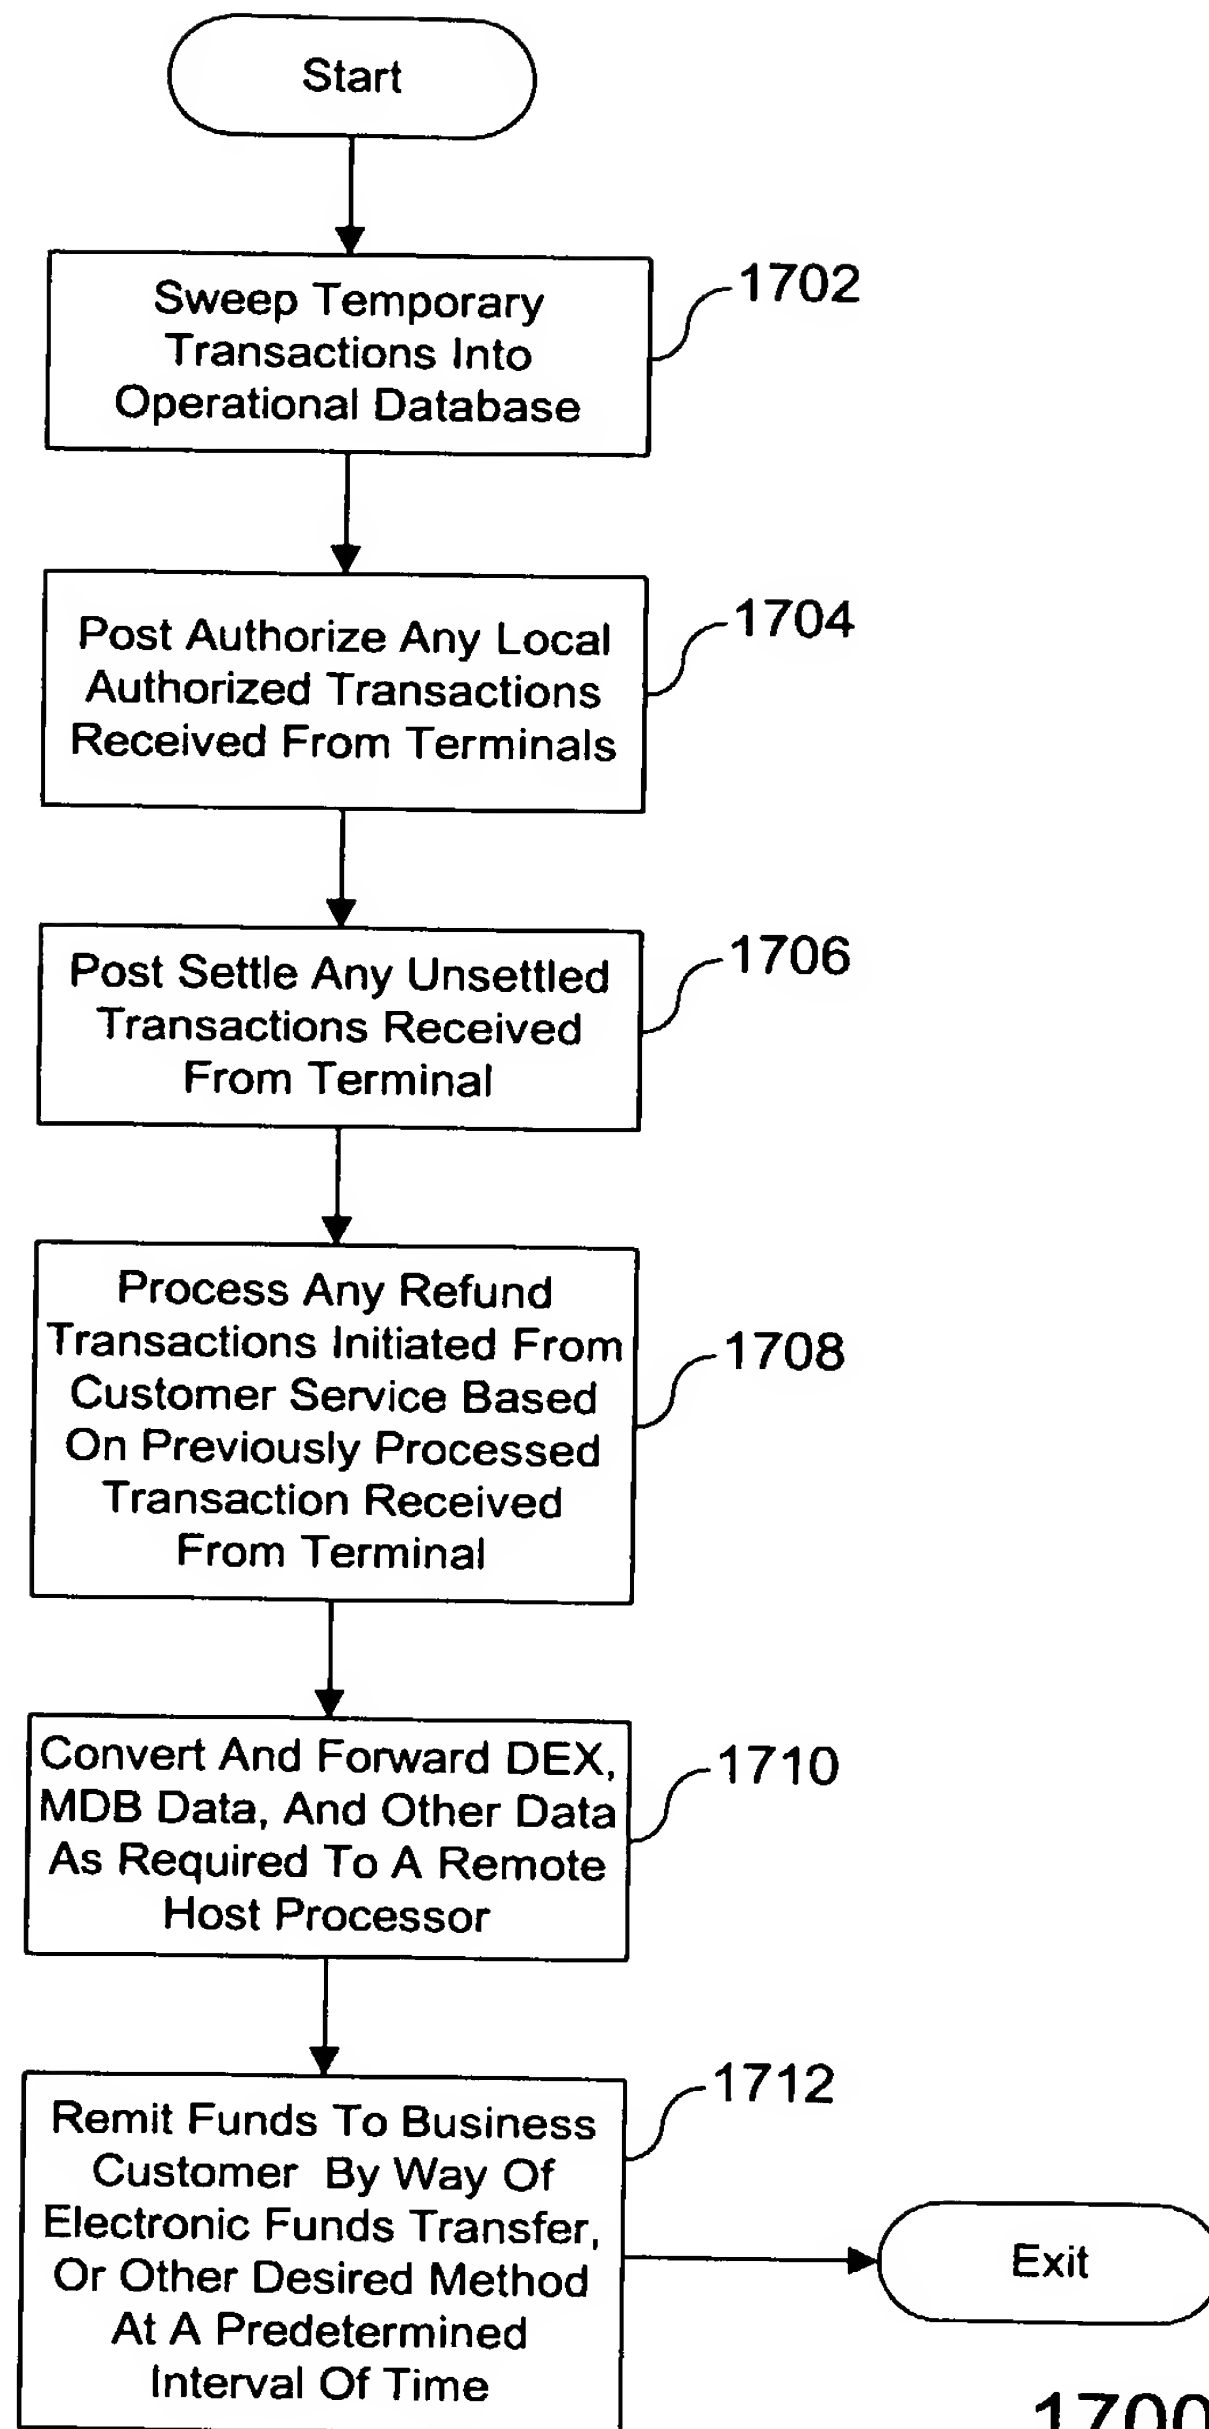 Start
Sweep Temporary
Transactions Into
Operational Database
1702
Post Authorize Any Local
Authorized Transactions
Received From Terminals
1704
Post Settle Any Unsettled
Transactions Received
From Terminal
1706
Process Any Refund
Transactions Initiated From
Customer Service Based
On Previously Processed
Transaction Received
From Terminal
1708
Convert And Forward DEX,
MDB Data, And Other Data
As Required To A Remote
Host Processor
1710
Remit Funds To Business
Customer By Way Of
Electronic Funds Transfer,
Or Other Desired Method
At A Predetermined
Interval Of Time
1712
Exit
1700